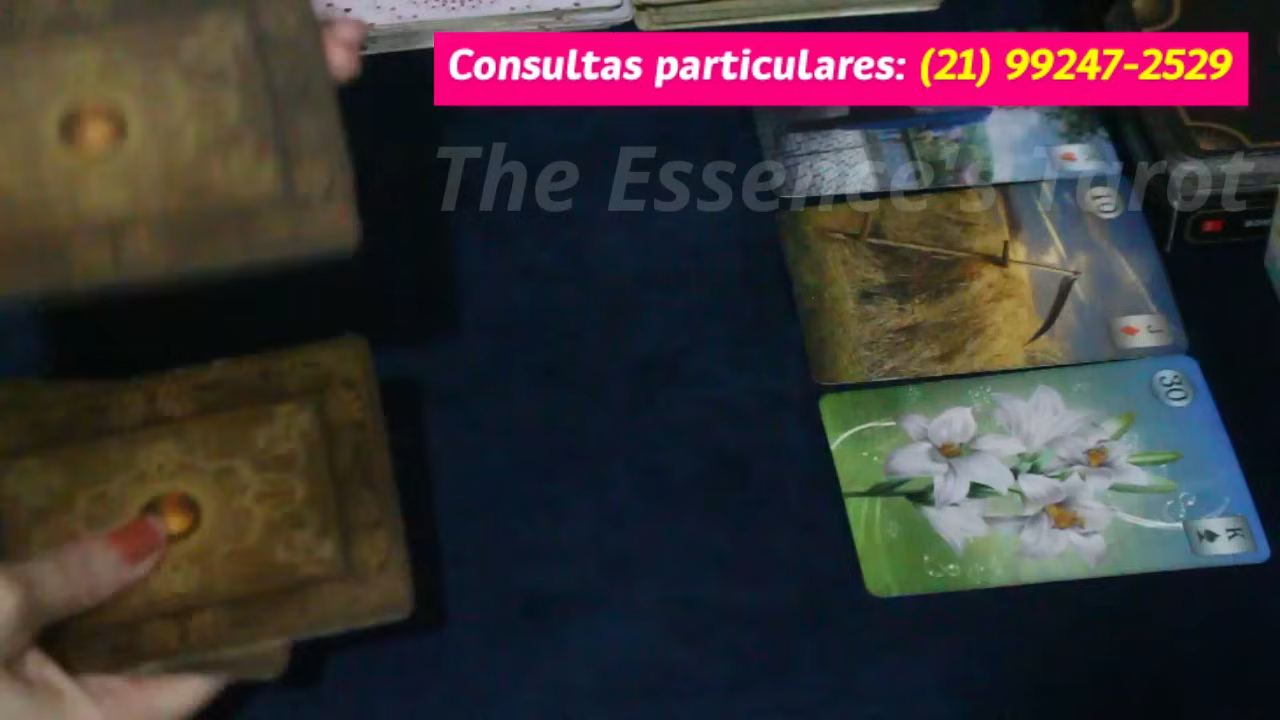 Consultas particulares: (21) 99247-2529
The Essence's Tarot
10
J
30
K